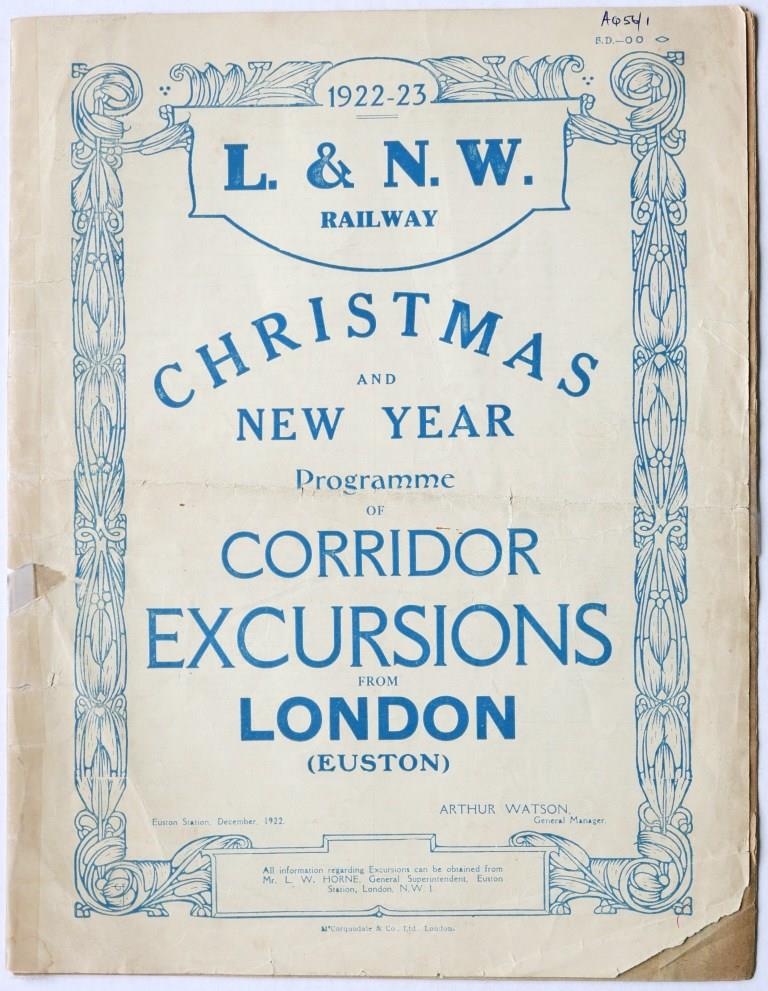 AQ56/1
B.D.—00
1922-23
L. & N. W.
RAILWAY
CHRISTMAS
AND
NEW YEAR
Programme
OF
CORRIDOR
EXCURSIONS
FROM
LONDON
(EUSTON)
ARTHUR WATSON,
Euston Station, December, 1922. General Manager.
All information regarding Excursions can be obtained from
Mr. L. W. HORNE, General Superintendent, Euston
Station, London, N.W. 1.
McCorquodale & Co., Ltd., London.